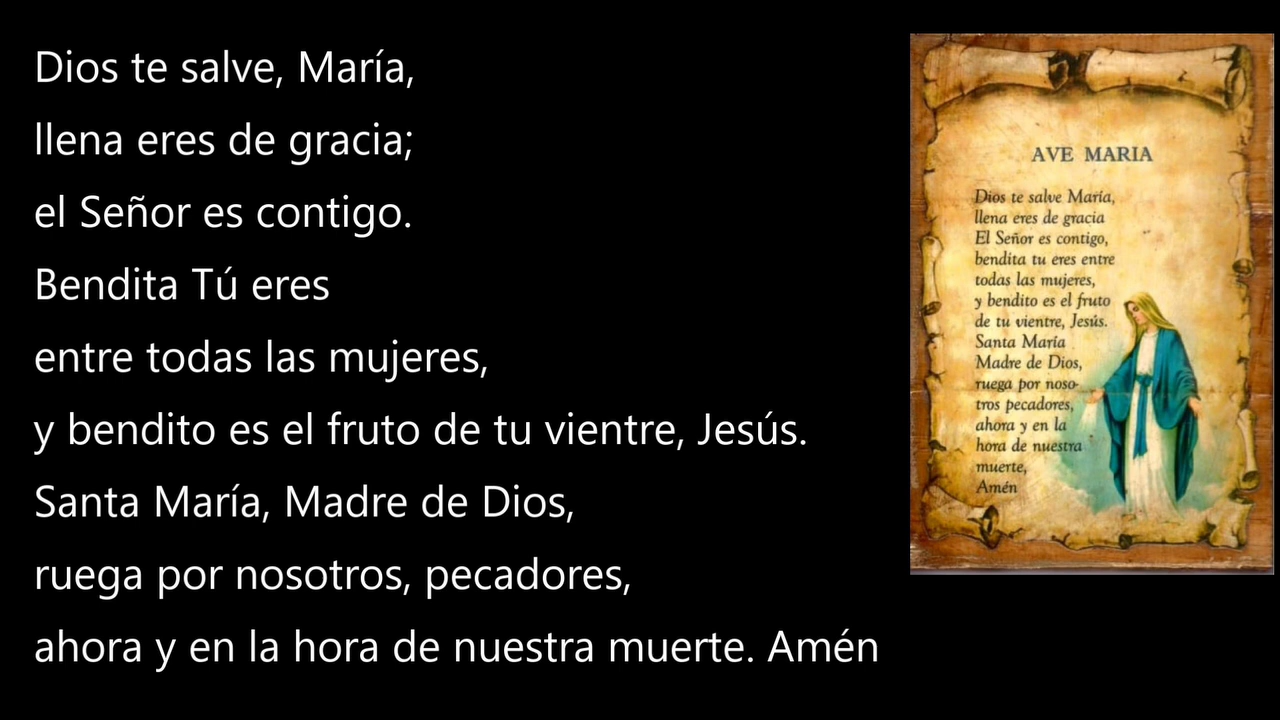 Dios te salve, María,
llena eres de gracia;
el Señor es contigo.
Bendita Tú eres
entre todas las mujeres,
y bendito es el fruto de tu vientre, Jesús.
Santa María, Madre de Dios,
ruega por nosotros, pecadores,
ahora y en la hora de nuestra muerte. Amén
AVE MARIA
Dios te salve María,
llena eres de gracia
El Señor es contigo,
bendita tu eres entre
todas las mujeres,
y bendito es el fruto
de tu vientre, Jesús.
Santa María
Madre de Dios,
ruega por noso-
tros pecadores,
ahora y en la
hora de nuestra
muerte,
Amén